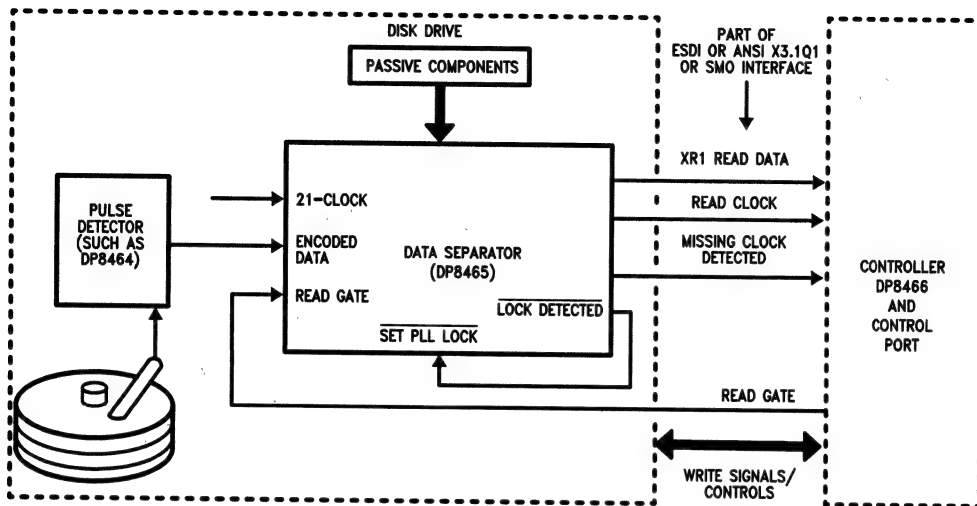 DISK DRIVE
PASSIVE COMPONENTS
PART OF
ESDI OR ANSI X3.1Q1
OR SMO INTERFACE
XR1 READ DATA
21-CLOCK
READ CLOCK
PULSE
DETECTOR
(SUCH AS
DP8464)
ENCODED
DATA
DATA SEPARATOR
(DP8465)
MISSING CLOCK
DETECTED
READ GATE
LOCK DETECTED
SET PLL LOCK
CONTROLLER
DP8466
AND
CONTROL
PORT
READ GATE
WRITE SIGNALS/
CONTROLS